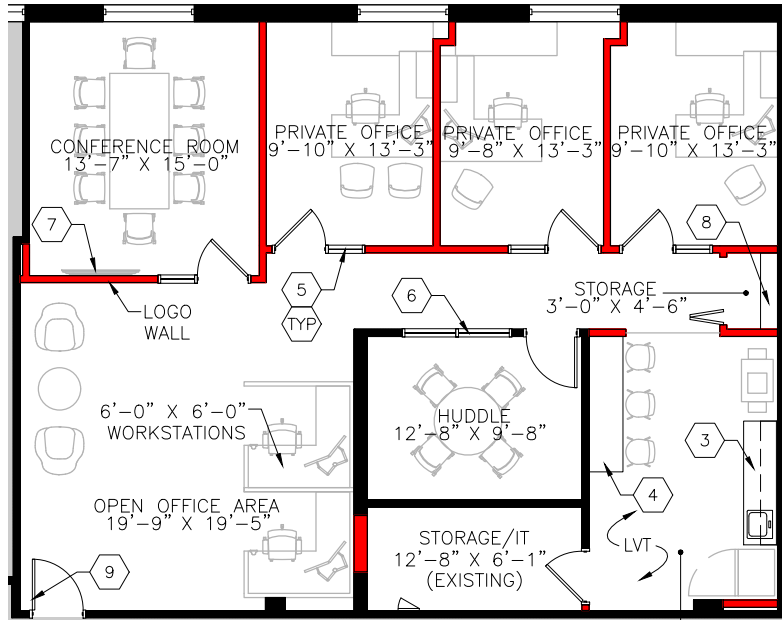 CONFERENCE ROOM
13'-7" X 15'-0"
PRIVATE OFFICE
9'-10" X 13'-3"
PRIVATE OFFICE
9'-8" X 13'-3"
PRIVATE OFFICE
9'-10" X 13'-3"
7
8
5
TYP
6
STORAGE
3'-0" X 4'-6"
LOGO
WALL
6'-0" X 6'-0"
WORKSTATIONS
HUDDLE
12'-8" X 9'-8"
3
4
OPEN OFFICE AREA
19'-9" X 19'-5"
STORAGE/IT
12'-8" X 6'-1"
(EXISTING)
LVT
9